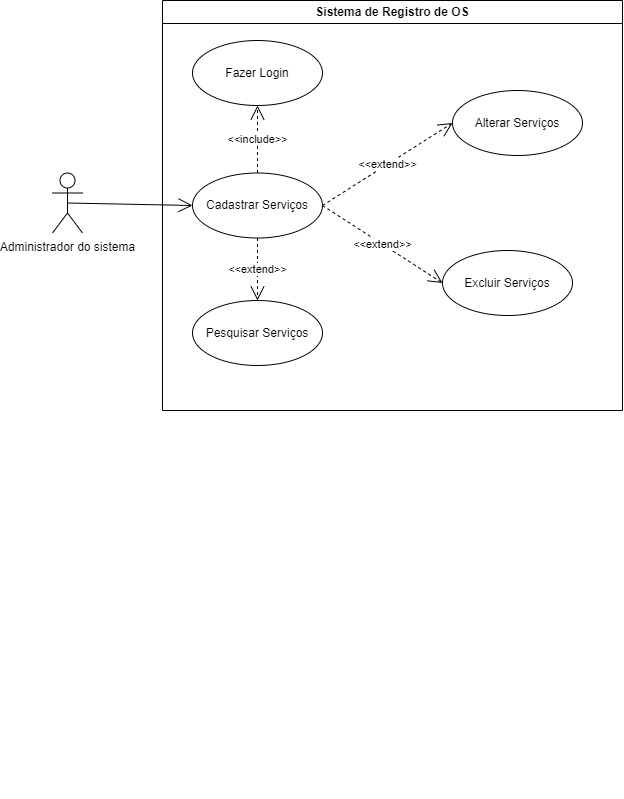 Sistema de Registro de OS
Fazer Login
<<include>>
Alterar Serviços
<<extend>>
Cadastrar Serviços
Administrador do sistema
<<extend>>
<<extend>>
Excluir Serviços
Pesquisar Serviços